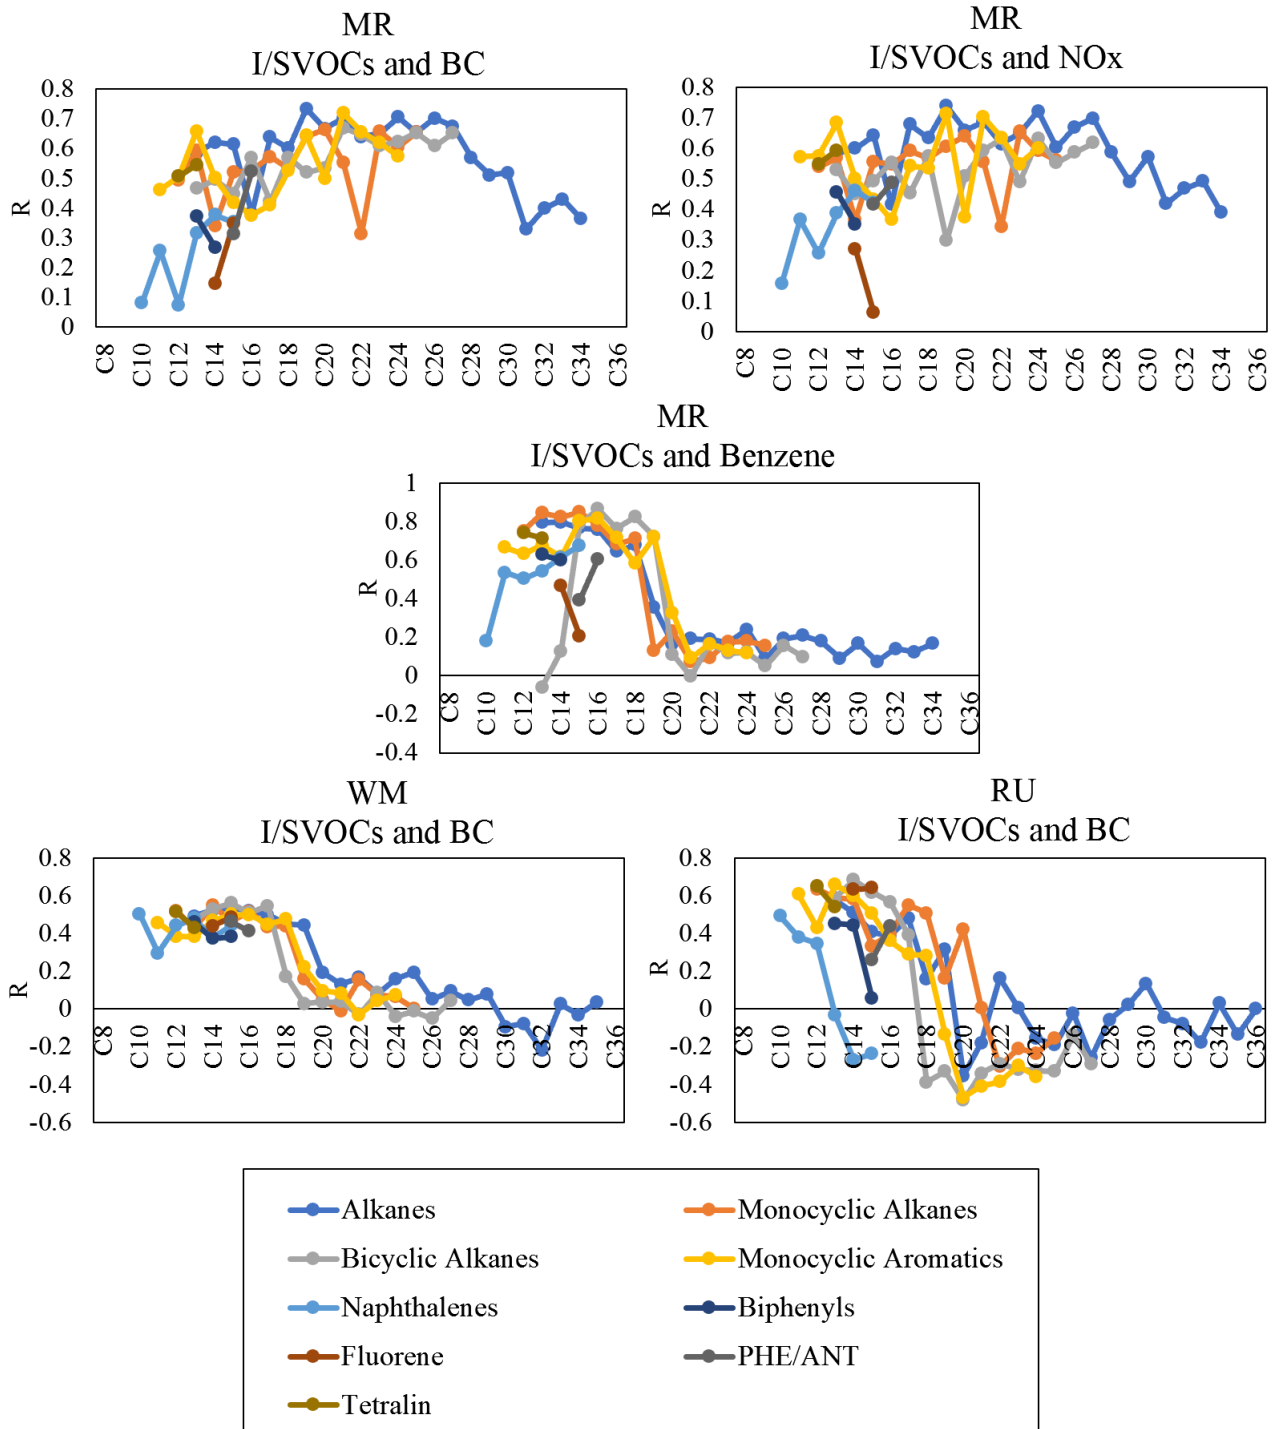 MR
I/SVOCs and BC
0.8
0.7
0.6
0.5
0.4
0.3
0.2
0.1
0
R
C8 C10 C12 C14 C16 C18 C20 C22 C24 C26 C28 C30 C32 C34 C36
MR
I/SVOCs and NOx
0.8
0.7
0.6
0.5
0.4
0.3
0.2
0.1
0
R
C8 C10 C12 C14 C16 C18 C20 C22 C24 C26 C28 C30 C32 C34 C36
MR
I/SVOCs and Benzene
1
0.8
0.6
0.4
0.2
0
-0.2
-0.4
R
C8 C10 C12 C14 C16 C18 C20 C22 C24 C26 C28 C30 C32 C34 C36
WM
I/SVOCs and BC
0.8
0.6
0.4
0.2
0
-0.2
-0.4
-0.6
R
C8 C10 C12 C14 C16 C18 C20 C22 C24 C26 C28 C30 C32 C34 C36
RU
I/SVOCs and BC
0.8
0.6
0.4
0.2
0
-0.2
-0.4
-0.6
R
C8 C10 C12 C14 C16 C18 C20 C22 C24 C26 C28 C30 C32 C34 C36
Alkanes
Monocyclic Alkanes
Bicyclic Alkanes
Monocyclic Aromatics
Naphthalenes
Biphenyls
Fluorene
PHE/ANT
Tetralin